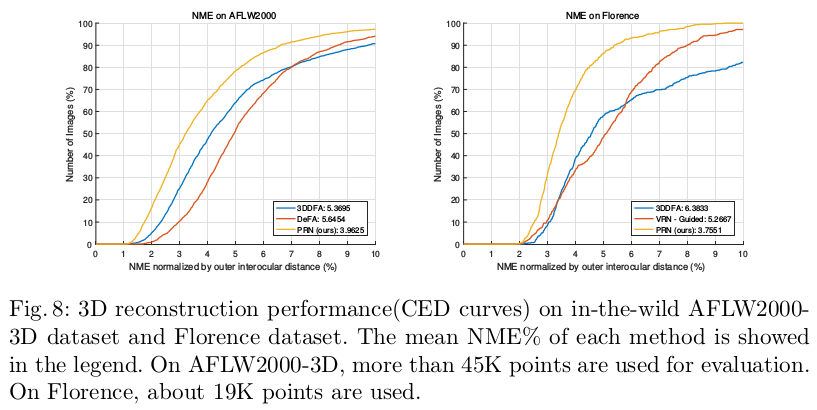 NME on AFLW2000
100
90
80
70
60
50
40
30
20
10
0
Number of Images (%)
0 1 2 3 4 5 6 7 8 9 10
NME normalized by outer interocular distance (%)
3DDFA: 5.3695
DeFA: 5.6454
PRN (ours): 3.9625
NME on Florence
100
90
80
70
60
50
40
30
20
10
0
Number of Images (%)
0 1 2 3 4 5 6 7 8 9 10
NME normalized by outer interocular distance (%)
3DDFA: 6.3833
VRN - Guided: 5.2667
PRN (ours): 3.7551
Fig. 8: 3D reconstruction performance(CED curves) on in-the-wild AFLW2000-
3D dataset and Florence dataset. The mean NME% of each method is showed
in the legend. On AFLW2000-3D, more than 45K points are used for evaluation.
On Florence, about 19K points are used.